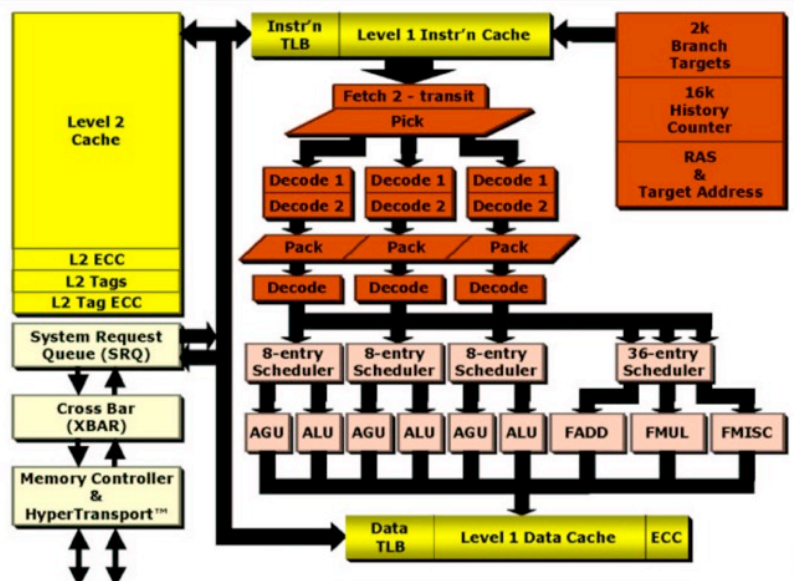 Instr'n
TLB
Level 1 Instr'n Cache
2k
Branch
Targets
16k
History
Counter
RAS
&
Target Address
Level 2
Cache
L2 ECC
L2 Tags
L2 Tag ECC
Fetch 2 - transit
Pick
Decode 1
Decode 1
Decode 1
Decode 2
Decode 2
Decode 2
Pack
Pack
Pack
Decode
Decode
Decode
System Request
Queue (SRQ)
Cross Bar
(XBAR)
Memory Controller
&
HyperTransport™
8-entry
Scheduler
8-entry
Scheduler
8-entry
Scheduler
36-entry
Scheduler
AGU
ALU
AGU
ALU
AGU
ALU
FADD
FMUL
FMISC
Data
TLB
Level 1 Data Cache
ECC